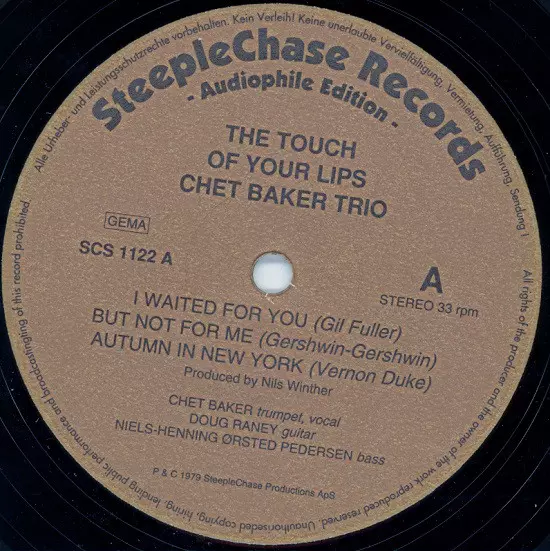 Alle Urheber- und Leistungsschutzrechte vorbehalten. Kein Verleih! Keine unerlaubte Vervielfältigung, Vermietung, Aufführung, Sendung !
SteepleChase Records
- Audiophile Edition -
THE TOUCH
OF YOUR LIPS
CHET BAKER TRIO
GEMA
SCS 1122 A
A
STEREO 33 rpm
I WAITED FOR YOU (Gil Fuller)
BUT NOT FOR ME (Gershwin-Gershwin)
AUTUMN IN NEW YORK (Vernon Duke)
Produced by Nils Winther
CHET BAKER trumpet, vocal
DOUG RANEY guitar
NIELS-HENNING ØRSTED PEDERSEN bass
P & C 1979 SteepleChase Productions ApS
All rights of the producer and the owner of the work reproduced reserved. Unauthorised copying, hiring, lending, public performance and broadcasting of this record prohibited.